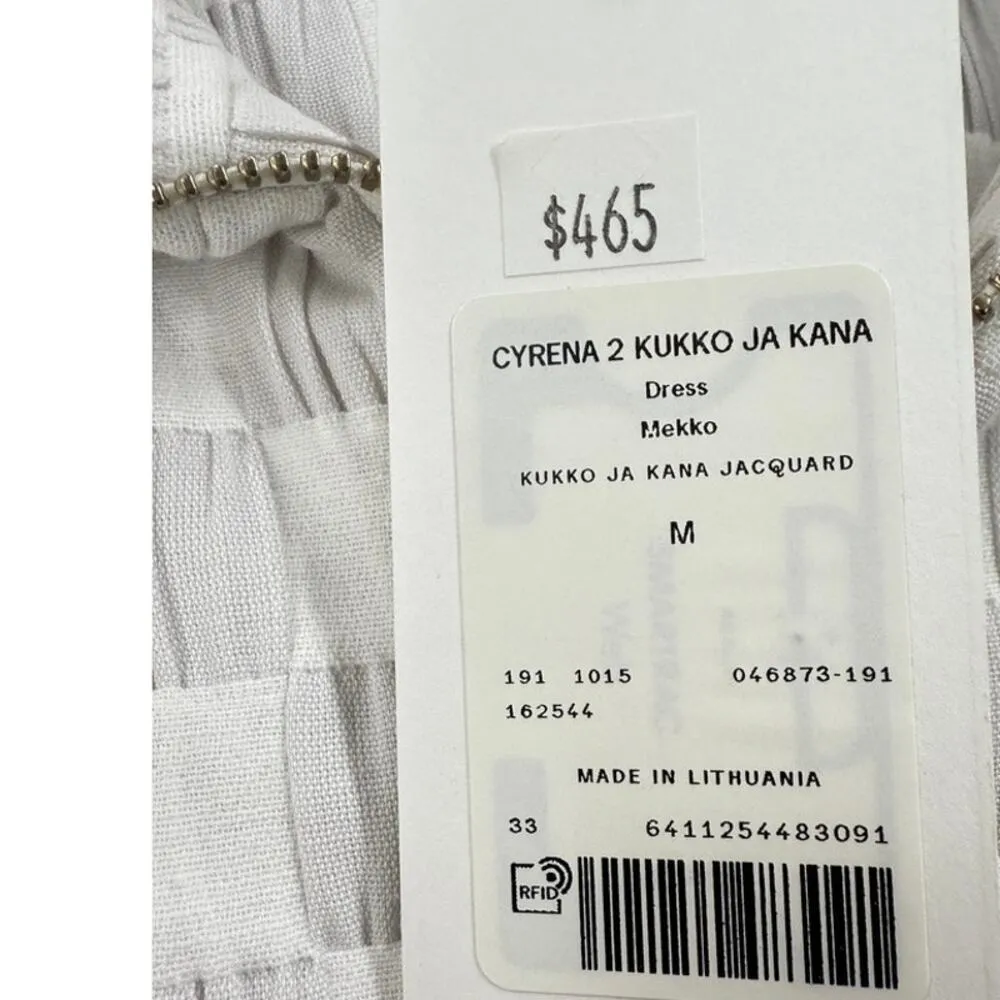 $465
CYRENA 2 KUKKO JA KANA
Dress
Mekko
KUKKO JA KANA JACQUARD
M
191 1015 046873-191
162544
MADE IN LITHUANIA
33 6411254483091
RFID